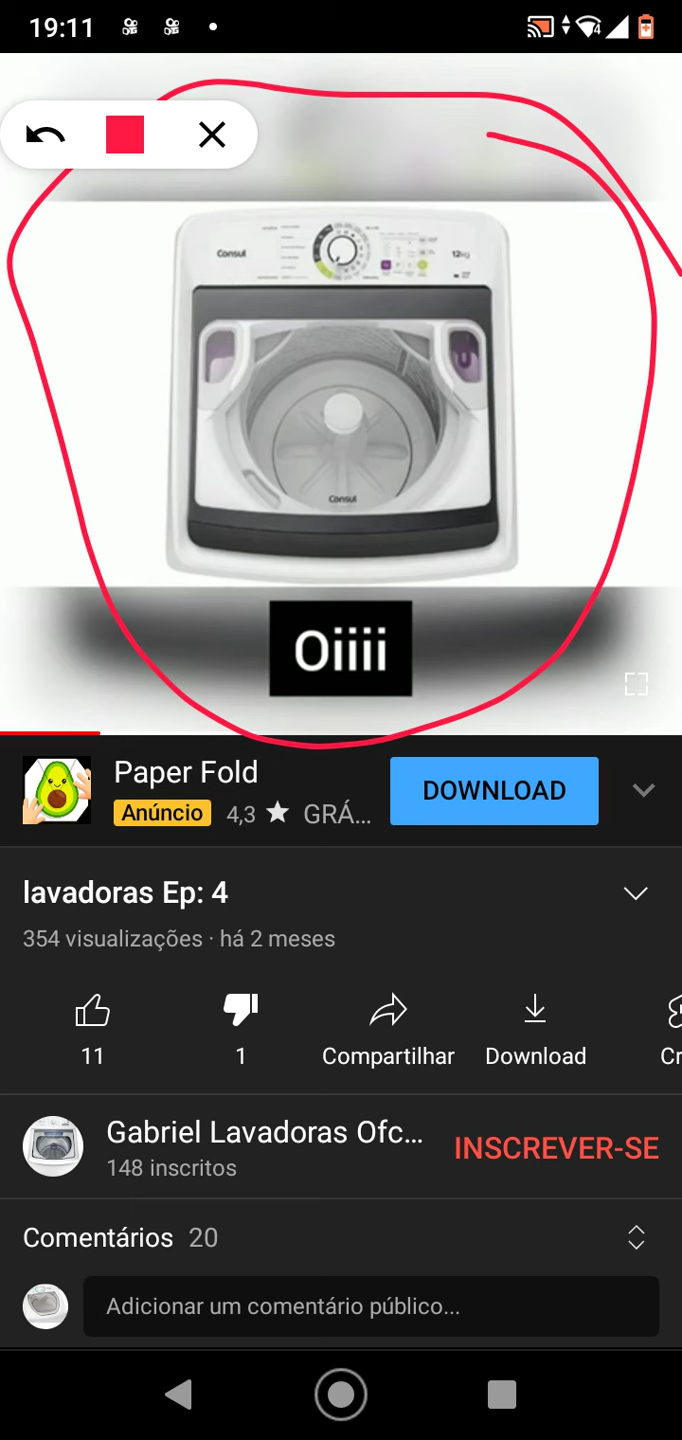 19:11
Consul
12kg
Consul
Oiiii
Paper Fold
DOWNLOAD
Anúncio 4,3 ★ GRÁ...
lavadoras Ep: 4
354 visualizações · há 2 meses
11
1
Compartilhar
Download
Cr
Gabriel Lavadoras Ofc...
148 inscritos
INSCREVER-SE
Comentários 20
Adicionar um comentário público...